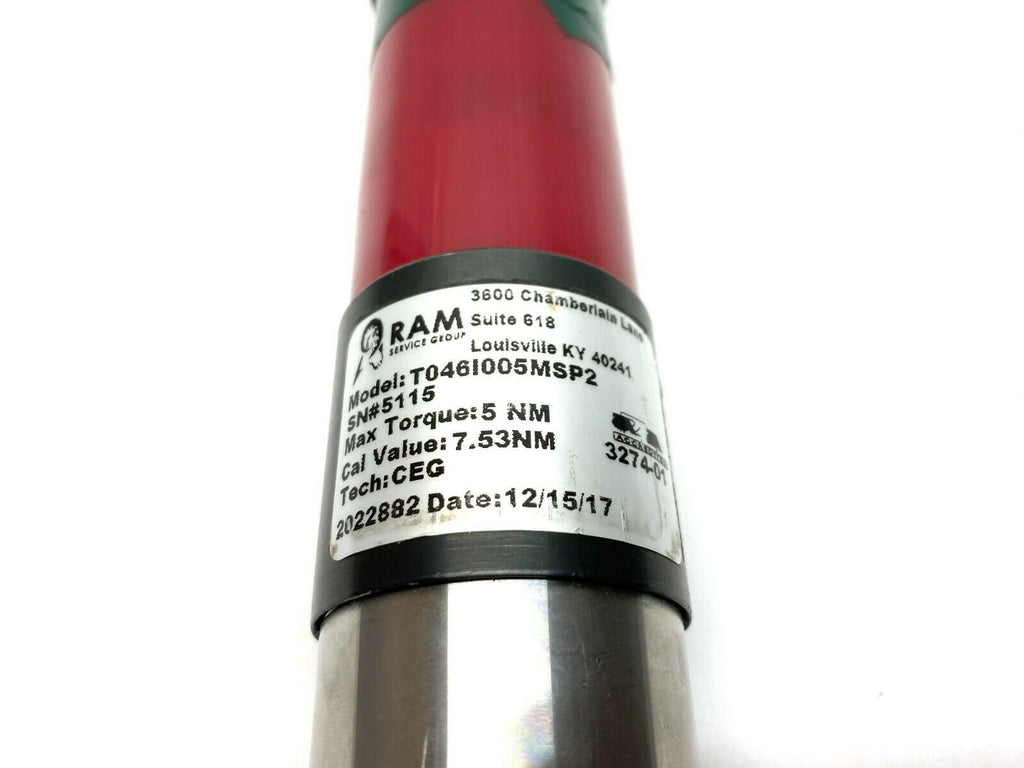 RAM
SERVICE GROUP
3600 Chamberlain Lane
Suite 618
Louisville KY 40241
Model:T046I005MSP2
SN#5115
Max Torque:5 NM
Cal Value:7.53NM
Tech:CEG
2022882 Date:12/15/17
3274-01